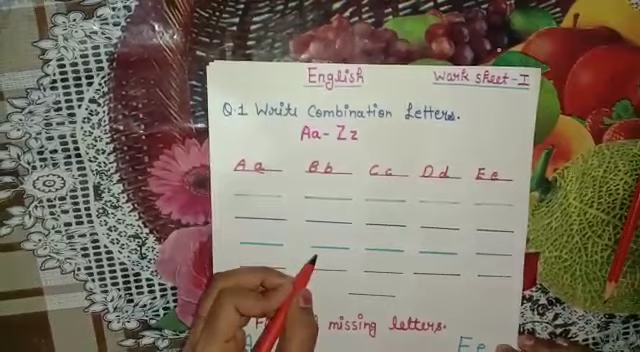 English Work sheet-I
Q.1 Write Combination Letters.
Aa-Zz
Aa Bb Cc Dd Ee
missing letters.
Ee